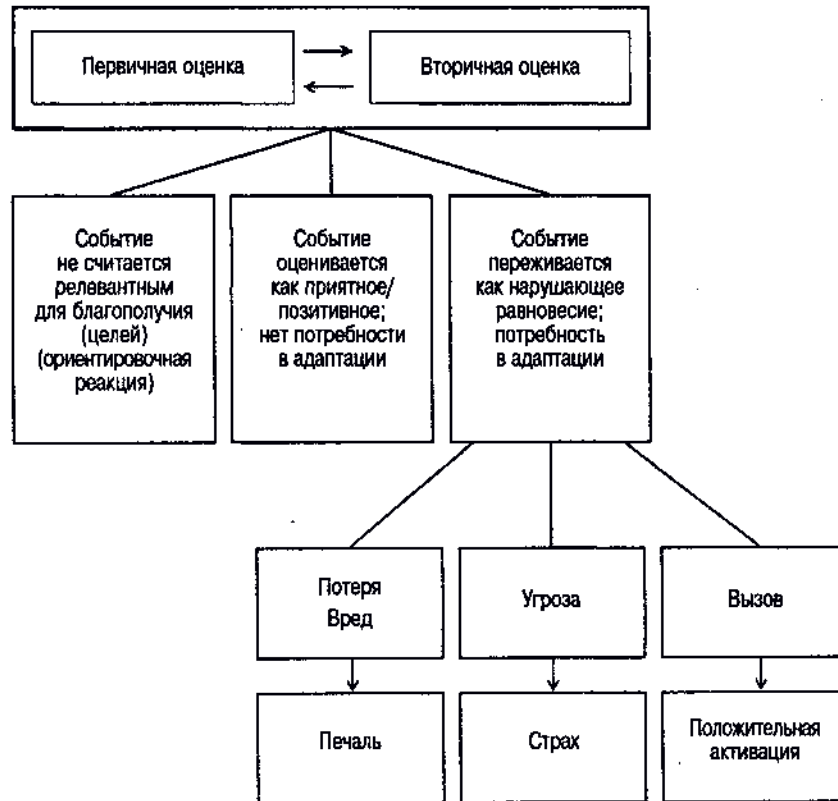 Первичная оценка
Вторичная оценка
Событие
не считается
релевантным
для благополучия
(целей)
(ориентировочная
реакция)
Событие
оценивается
как приятное/
позитивное;
нет потребности
в адаптации
Событие
переживается
как нарушающее
равновесие;
потребность
в адаптации
Потеря
Вред
Угроза
Вызов
Печаль
Страх
Положительная
активация